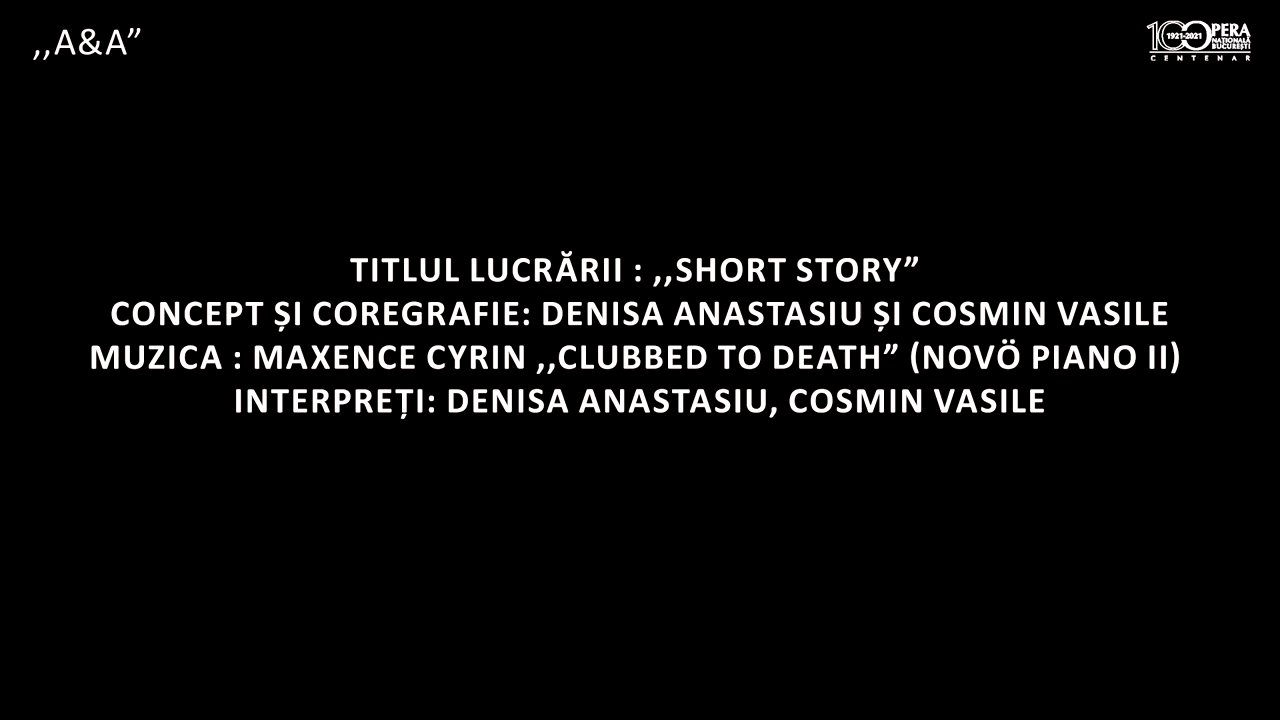 ,,A&A”
100 OPERA
1921-2021 NAȚIONALĂ
BUCUREȘTI
CENTENAR
TITLUL LUCRĂRII : ,,SHORT STORY”
CONCEPT ȘI COREGRAFIE: DENISA ANASTASIU ȘI COSMIN VASILE
MUZICA : MAXENCE CYRIN ,,CLUBBED TO DEATH” (NOVÖ PIANO II)
INTERPREȚI: DENISA ANASTASIU, COSMIN VASILE